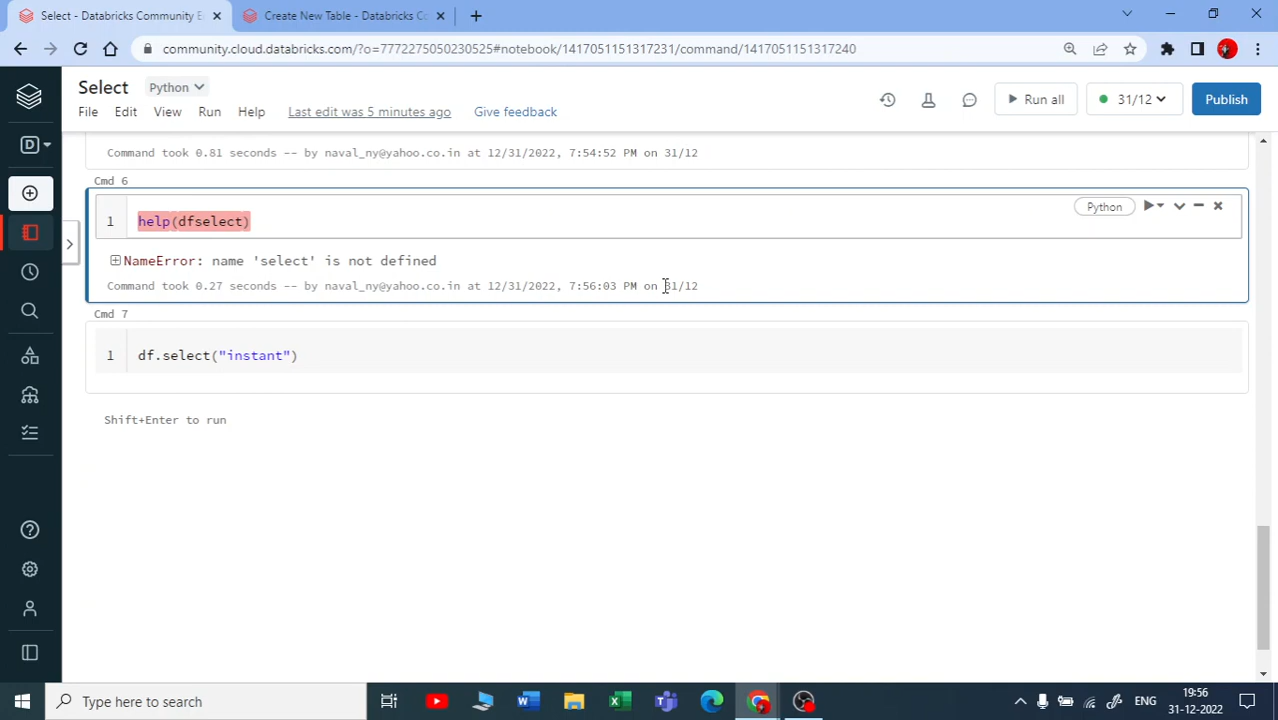 Select - Databricks Community E
Create New Table - Databricks Co
community.cloud.databricks.com/?o=7772275050230525#notebook/1417051151317231/command/1417051151317240
Select
Python
File
Edit
View
Run
Help
Last edit was 5 minutes ago
Give feedback
Run all
31/12
Publish
D
Command took 0.81 seconds -- by naval_ny@yahoo.co.in at 12/31/2022, 7:54:52 PM on 31/12
Cmd 6
1 help(dfselect)
Python
NameError: name 'select' is not defined
Command took 0.27 seconds -- by naval_ny@yahoo.co.in at 12/31/2022, 7:56:03 PM on 31/12
Cmd 7
1 df.select("instant")
Shift+Enter to run
Type here to search
ENG
19:56
31-12-2022